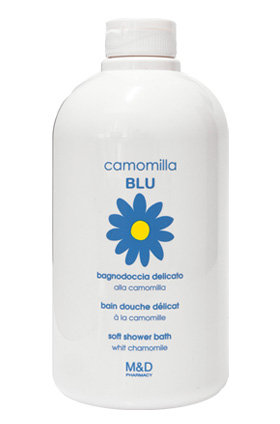 camomilla
BLU
bagnodoccia delicato
alla camomilla
bain douche délicat
à la camomille
soft shower bath
whit chamomile
M&D
PHARMACY